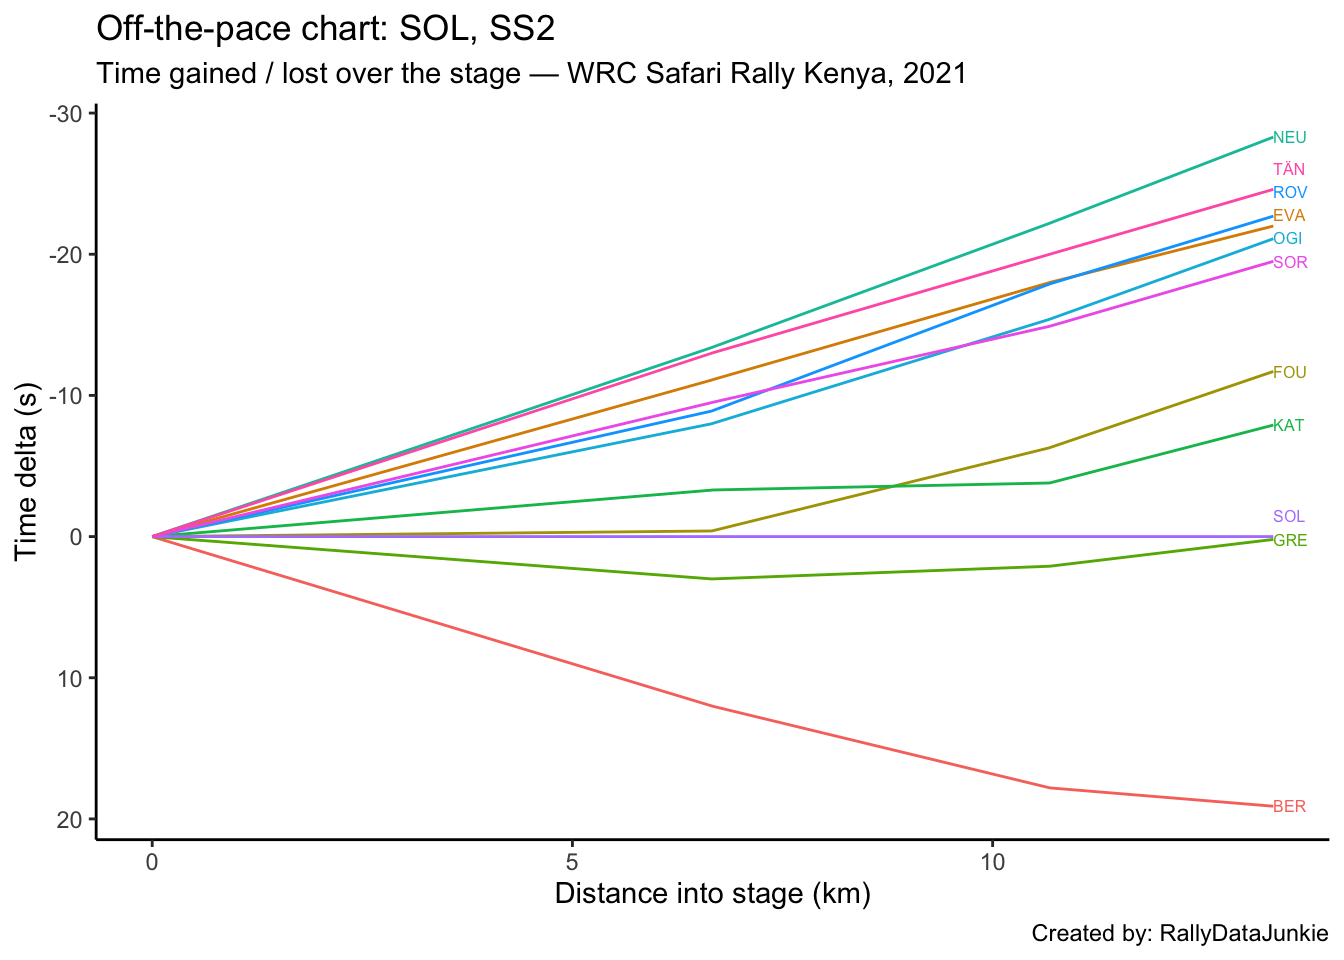 Off-the-pace chart: SOL, SS2
Time gained / lost over the stage — WRC Safari Rally Kenya, 2021
-30
-20
-10
0
10
20
Time delta (s)
NEU
TÄN
ROV
EVA
OGI
SOR
FOU
KAT
SOL
GRE
BER
0 5 10
Distance into stage (km)
Created by: RallyDataJunkie